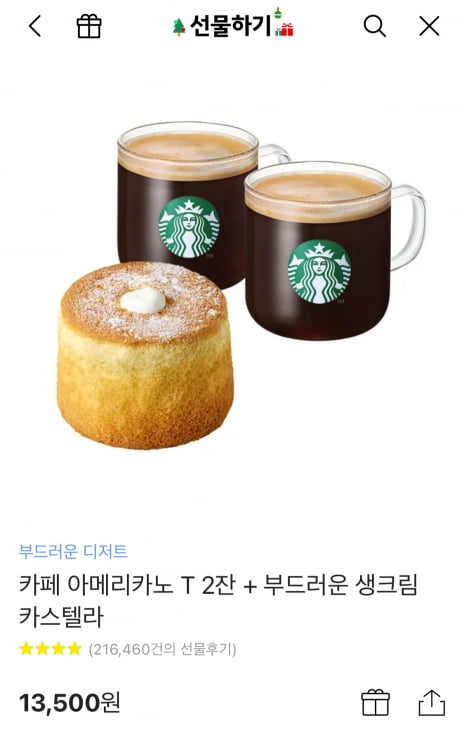 선물하기
부드러운 디저트
카페 아메리카노 T 2잔 + 부드러운 생크림
카스텔라
(216,460건의 선물후기)
13,500원